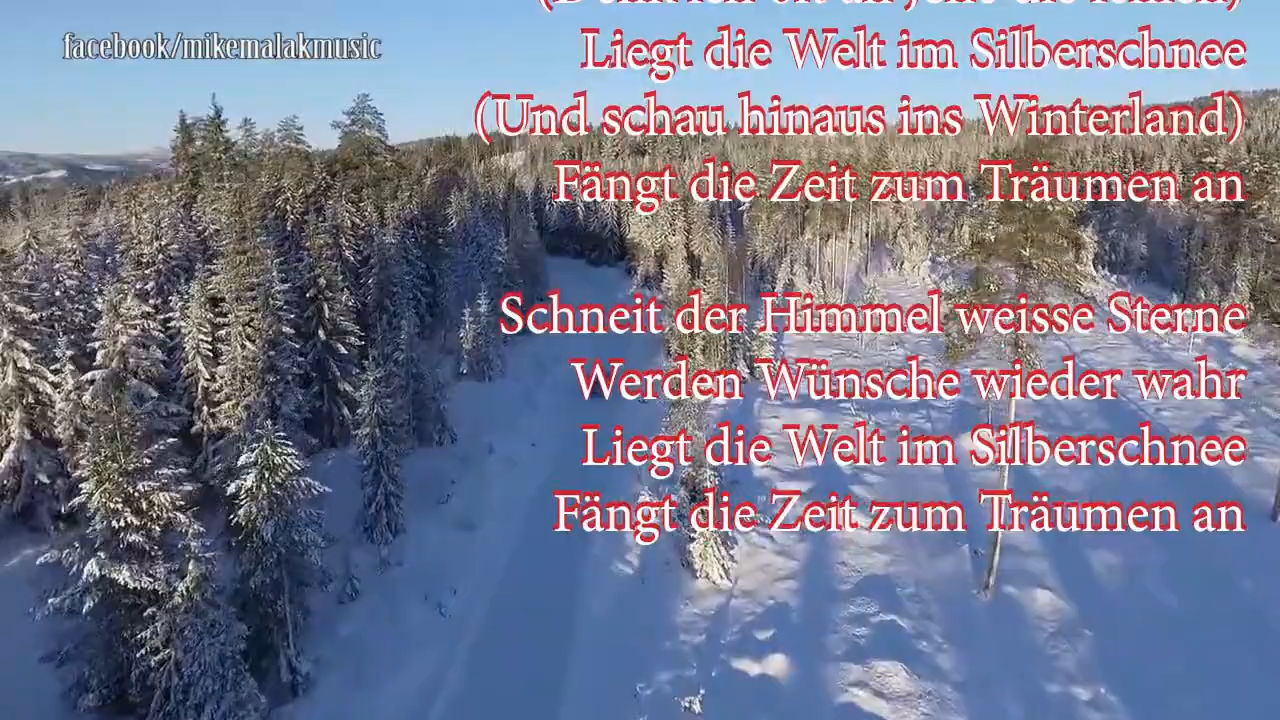 facebook/mikemalakmusic
Liegt die Welt im Silberschnee
(Und schau hinaus ins Winterland)
Fängt die Zeit zum Träumen an
Schneit der Himmel weisse Sterne
Werden Wünsche wieder wahr
Liegt die Welt im Silberschnee
Fängt die Zeit zum Träumen an